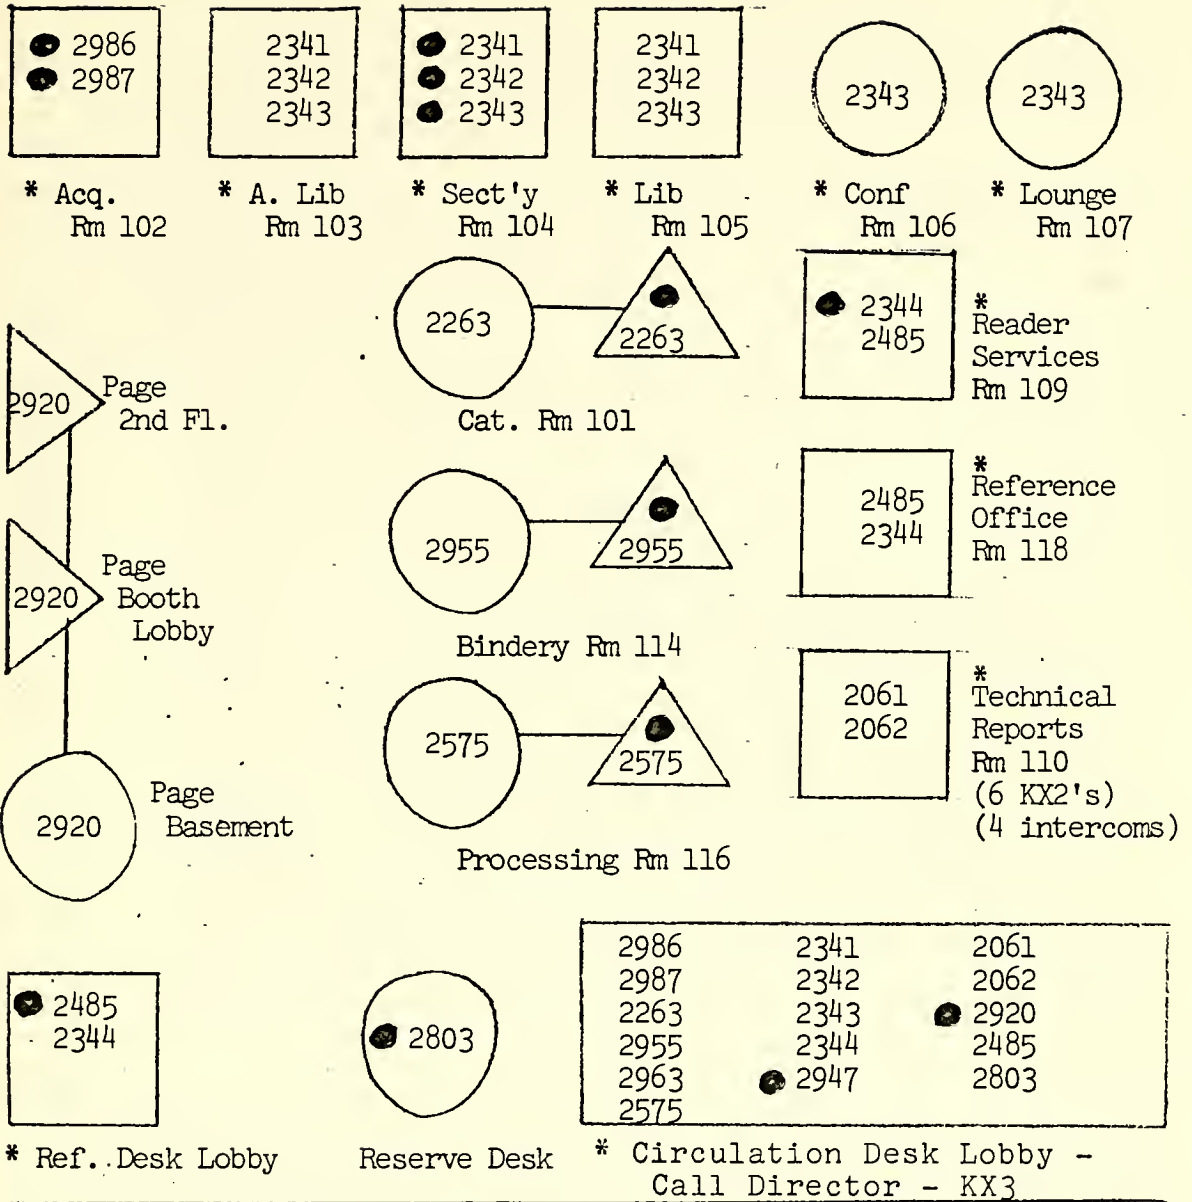 2986
2987
* Acq.
Rm 102
2341
2342
2343
* A. Lib
Rm 103
2341
2342
2343
* Sect'y
Rm 104
2341
2342
2343
* Lib
Rm 105
2343
* Conf
Rm 106
2343
* Lounge
Rm 107
2920
Page
2nd Fl.
2920
Page
Booth
Lobby
2920
Page
Basement
2263
2263
Cat. Rm 101
2955
2955
Bindery Rm 114
2575
2575
Processing Rm 116
2344
2485
*
Reader
Services
Rm 109
2485
2344
*
Reference
Office
Rm 118
2061
2062
*
Technical
Reports
Rm 110
(6 KX2's)
(4 intercoms)
2485
2344
* Ref. Desk Lobby
2803
Reserve Desk
2986 2341 2061
2987 2342 2062
2263 2343 2920
2955 2344 2485
2963 2947 2803
2575
* Circulation Desk Lobby -
Call Director - KX3